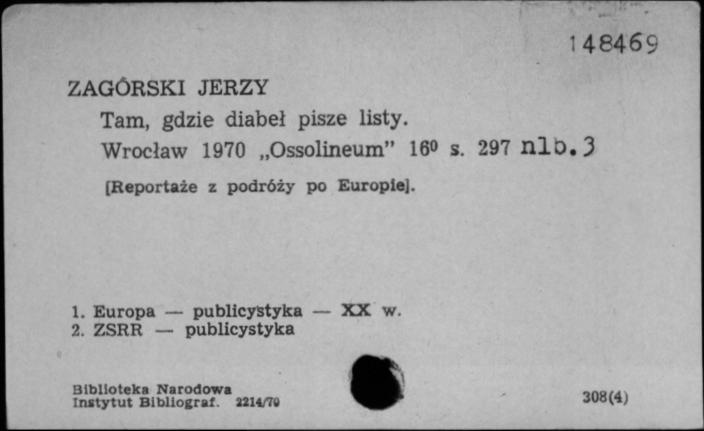 148469
ZAGÓRSKI JERZY
Tam, gdzie diabeł pisze listy.
Wrocław 1970 „Ossolineum” 16⁰ s. 297 nlb. 3
[Reportaże z podróży po Europie].
1. Europa — publicystyka — XX w.
2. ZSRR — publicystyka
Biblioteka Narodowa
Instytut Bibliograf. 2214/70
308(4)